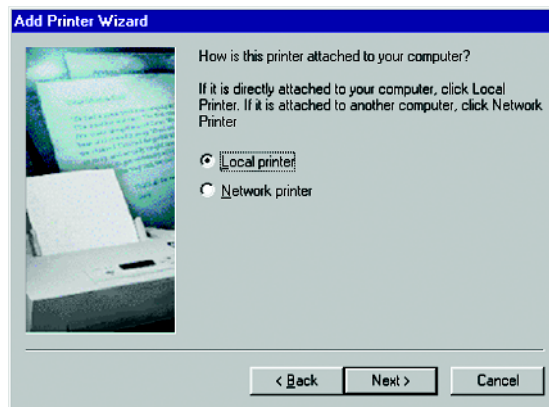 Add Printer Wizard
How is this printer attached to your computer?
If it is directly attached to your computer, click Local
Printer. If it is attached to another computer, click Network
Printer
Local printer
Network printer
< Back
Next >
Cancel